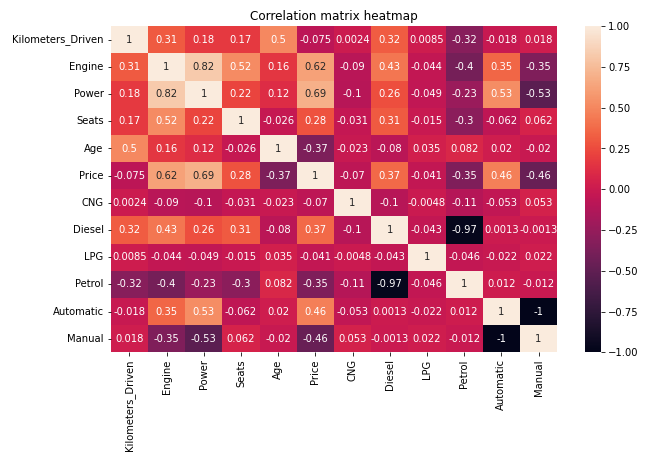 Correlation matrix heatmap
Kilometers_Driven 1 0.31 0.18 0.17 0.5 -0.075 0.0024 0.32 0.0085 -0.32 -0.018 0.018
Engine 0.31 1 0.82 0.52 0.16 0.62 -0.09 0.43 -0.044 -0.4 0.35 -0.35
Power 0.18 0.82 1 0.22 0.12 0.69 -0.1 0.26 -0.049 -0.23 0.53 -0.53
Seats 0.17 0.52 0.22 1 -0.026 0.28 -0.031 0.31 -0.015 -0.3 -0.062 0.062
Age 0.5 0.16 0.12 -0.026 1 -0.37 -0.023 -0.08 0.035 0.082 0.02 -0.02
Price -0.075 0.62 0.69 0.28 -0.37 1 -0.07 0.37 -0.041 -0.35 0.46 -0.46
CNG 0.0024 -0.09 -0.1 -0.031 -0.023 -0.07 1 -0.1 -0.0048 -0.11 -0.053 0.053
Diesel 0.32 0.43 0.26 0.31 -0.08 0.37 -0.1 1 -0.043 -0.97 0.0013 -0.0013
LPG 0.0085 -0.044 -0.049 -0.015 0.035 -0.041 -0.0048 -0.043 1 -0.046 -0.022 0.022
Petrol -0.32 -0.4 -0.23 -0.3 0.082 -0.35 -0.11 -0.97 -0.046 1 0.012 -0.012
Automatic -0.018 0.35 0.53 -0.062 0.02 0.46 -0.053 0.0013 -0.022 0.012 1 -1
Manual 0.018 -0.35 -0.53 0.062 -0.02 -0.46 0.053 -0.0013 0.022 -0.012 -1 1
Kilometers_Driven Engine Power Seats Age Price CNG Diesel LPG Petrol Automatic Manual
1.00
0.75
0.50
0.25
0.00
-0.25
-0.50
-0.75
-1.00